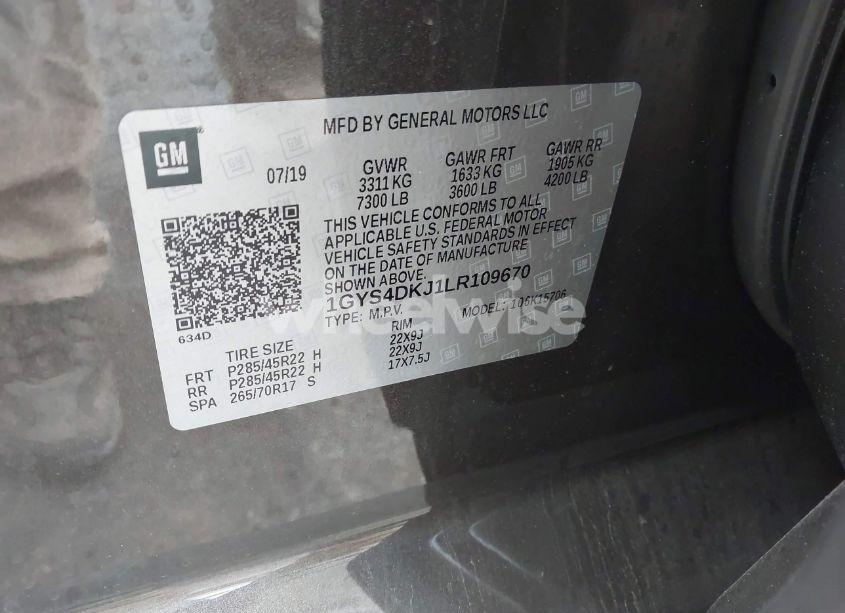 GM
MFD BY GENERAL MOTORS LLC
07/19
GVWR
3311 KG
7300 LB
GAWR FRT
1633 KG
3600 LB
GAWR RR
1905 KG
4200 LB
THIS VEHICLE CONFORMS TO ALL
APPLICABLE U.S. FEDERAL MOTOR
VEHICLE SAFETY STANDARDS IN EFFECT
ON THE DATE OF MANUFACTURE
SHOWN ABOVE.
1GYS4DKJ1LR109670
TYPE: M.P.V. MODEL: 106K15706
wheelwise
634D
TIRE SIZE RIM
FRT P285/45R22 H 22X9J
RR P285/45R22 H 22X9J
SPA 265/70R17 S 17X7.5J